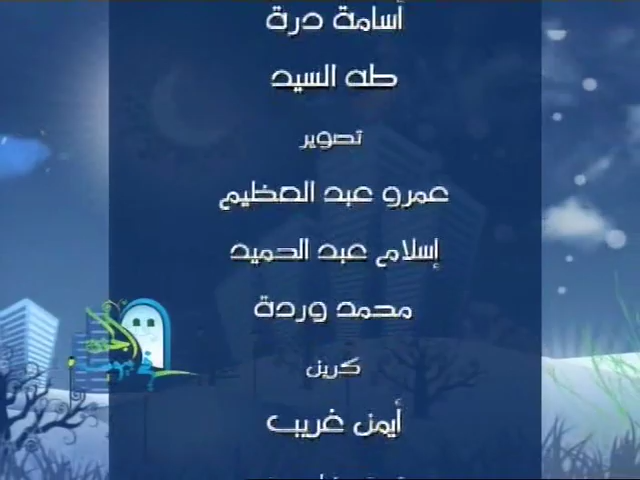 أسامة درة
طه السيد
تصوير
عمرو عبد العظيم
إسلام عبد الحميد
محمد وردة
كرين
أيمن غريب